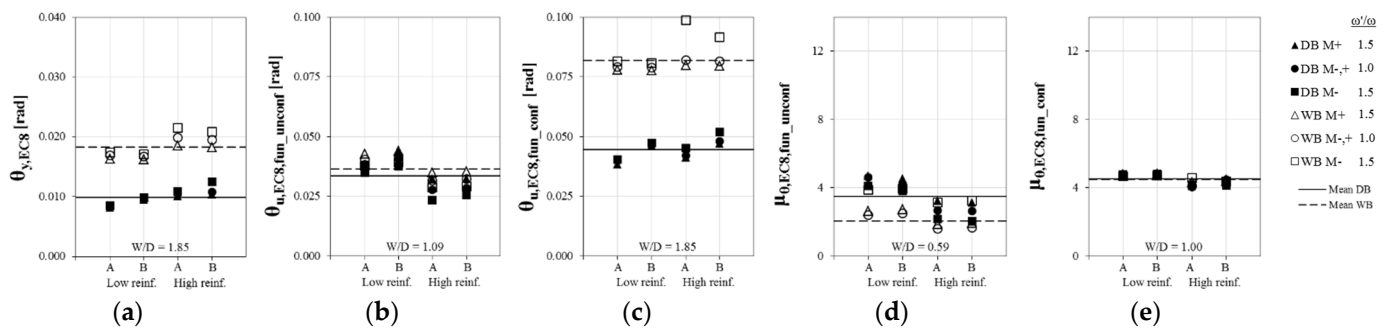 θy,EC8 [rad]
0.040
0.030
0.020
0.010
0.000
W/D = 1.85
A B A B
Low reinf. High reinf.
(a)
θu,EC8,fun_unconf [rad]
0.100
0.075
0.050
0.025
0.000
W/D = 1.09
A B A B
Low reinf. High reinf.
(b)
θu,EC8,fun_conf [rad]
0.100
0.075
0.050
0.025
0.000
W/D = 1.85
A B A B
Low reinf. High reinf.
(c)
μθ,EC8,fun_unconf
12
8
4
0
W/D = 0.59
A B A B
Low reinf. High reinf.
(d)
μθ,EC8,fun_conf
12
8
4
0
W/D = 1.00
A B A B
Low reinf. High reinf.
(e)
ω'/ω
▲DB M+ 1.5
●DB M-,+ 1.0
■DB M- 1.5
△WB M+ 1.5
○WB M-,+ 1.0
□WB M- 1.5
Mean DB
Mean WB